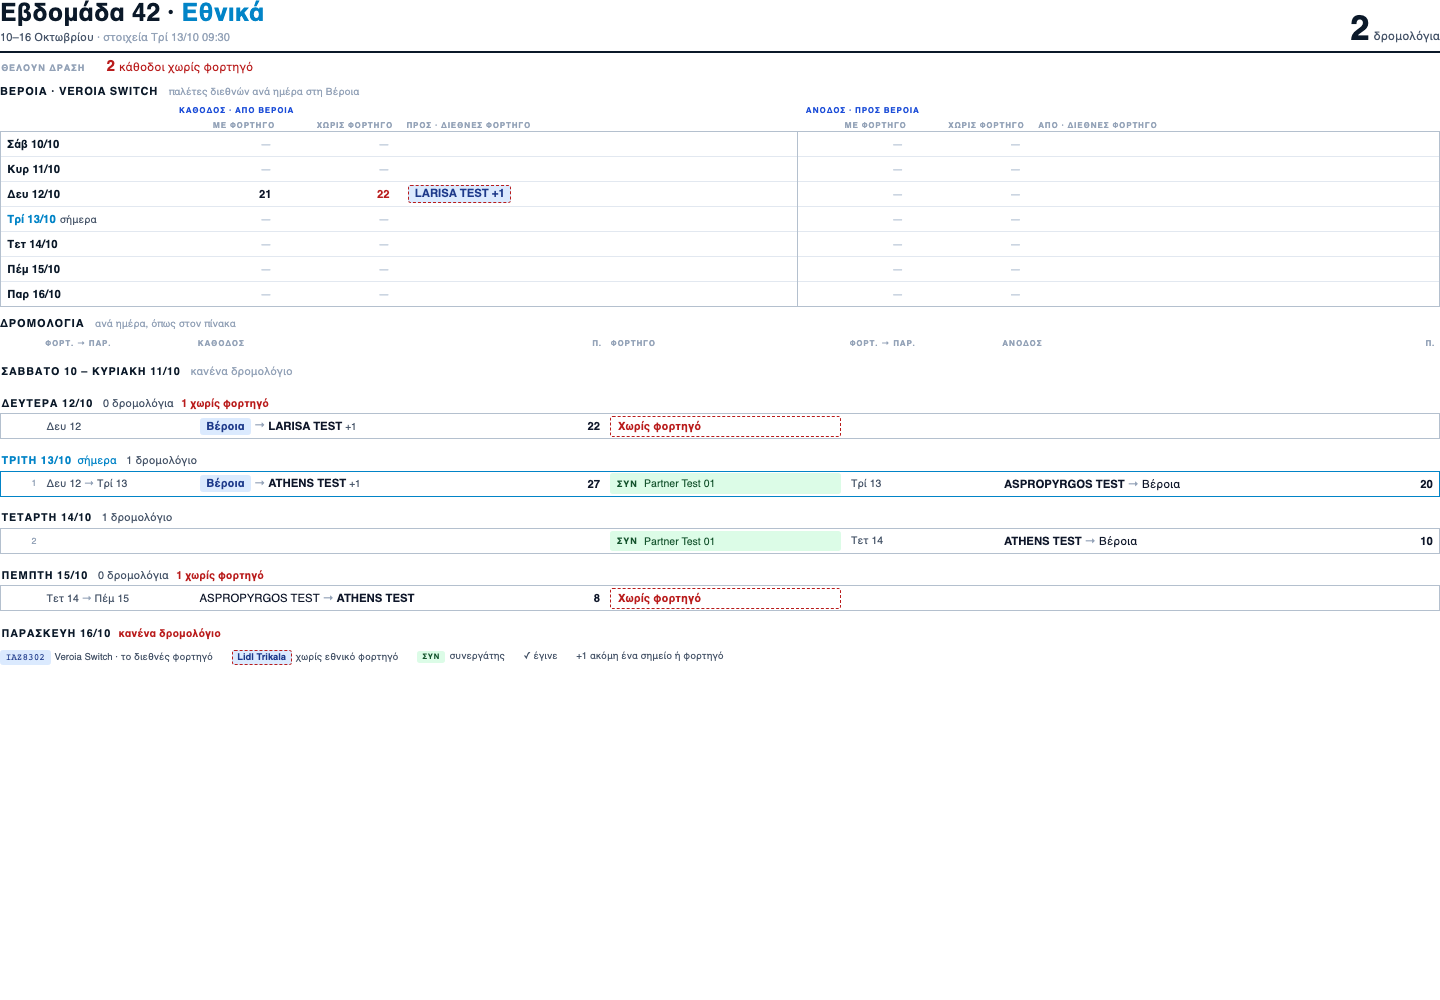 Εβδομάδα 42 · Εθνικά
10–16 Οκτωβρίου · στοιχεία Τρί 13/10 09:30
2 δρομολόγια
ΘΕΛΟΥΝ ΔΡΑΣΗ 2 κάθοδοι χωρίς φορτηγό
ΒΕΡΟΙΑ · VEROIA SWITCH παλέτες διεθνών ανά ημέρα στη Βέροια
ΚΑΘΟΔΟΣ · ΑΠΟ ΒΕΡΟΙΑ ΑΝΟΔΟΣ · ΠΡΟΣ ΒΕΡΟΙΑ
ΜΕ ΦΟΡΤΗΓΟ ΧΩΡΙΣ ΦΟΡΤΗΓΟ ΠΡΟΣ · ΔΙΕΘΝΕΣ ΦΟΡΤΗΓΟ ΜΕ ΦΟΡΤΗΓΟ ΧΩΡΙΣ ΦΟΡΤΗΓΟ ΑΠΟ · ΔΙΕΘΝΕΣ ΦΟΡΤΗΓΟ
Σάβ 10/10 — — — —
Κυρ 11/10 — — — —
Δευ 12/10 21 22 LARISA TEST +1 — —
Τρί 13/10 σήμερα — — — —
Τετ 14/10 — — — —
Πέμ 15/10 — — — —
Παρ 16/10 — — — —
ΔΡΟΜΟΛΟΓΙΑ ανά ημέρα, όπως στον πίνακα
ΦΟΡΤ. → ΠΑΡ. ΚΑΘΟΔΟΣ Π. ΦΟΡΤΗΓΟ ΦΟΡΤ. → ΠΑΡ. ΑΝΟΔΟΣ Π.
ΣΑΒΒΑΤΟ 10 – ΚΥΡΙΑΚΗ 11/10 κανένα δρομολόγιο
ΔΕΥΤΕΡΑ 12/10 0 δρομολόγια 1 χωρίς φορτηγό
Δευ 12 Βέροια → LARISA TEST +1 22 Χωρίς φορτηγό
ΤΡΙΤΗ 13/10 σήμερα 1 δρομολόγιο
1 Δευ 12 → Τρί 13 Βέροια → ATHENS TEST +1 27 ΣΥΝ Partner Test 01 Τρί 13 ASPROPYRGOS TEST → Βέροια 20
ΤΕΤΑΡΤΗ 14/10 1 δρομολόγιο
2 ΣΥΝ Partner Test 01 Τετ 14 ATHENS TEST → Βέροια 10
ΠΕΜΠΤΗ 15/10 0 δρομολόγια 1 χωρίς φορτηγό
Τετ 14 → Πέμ 15 ASPROPYRGOS TEST → ATHENS TEST 8 Χωρίς φορτηγό
ΠΑΡΑΣΚΕΥΗ 16/10 κανένα δρομολόγιο
IAZ8302 Veroia Switch · το διεθνές φορτηγό Lidl Trikala χωρίς εθνικό φορτηγό ΣΥΝ συνεργάτης ✓ έγινε +1 ακόμη ένα σημείο ή φορτηγό